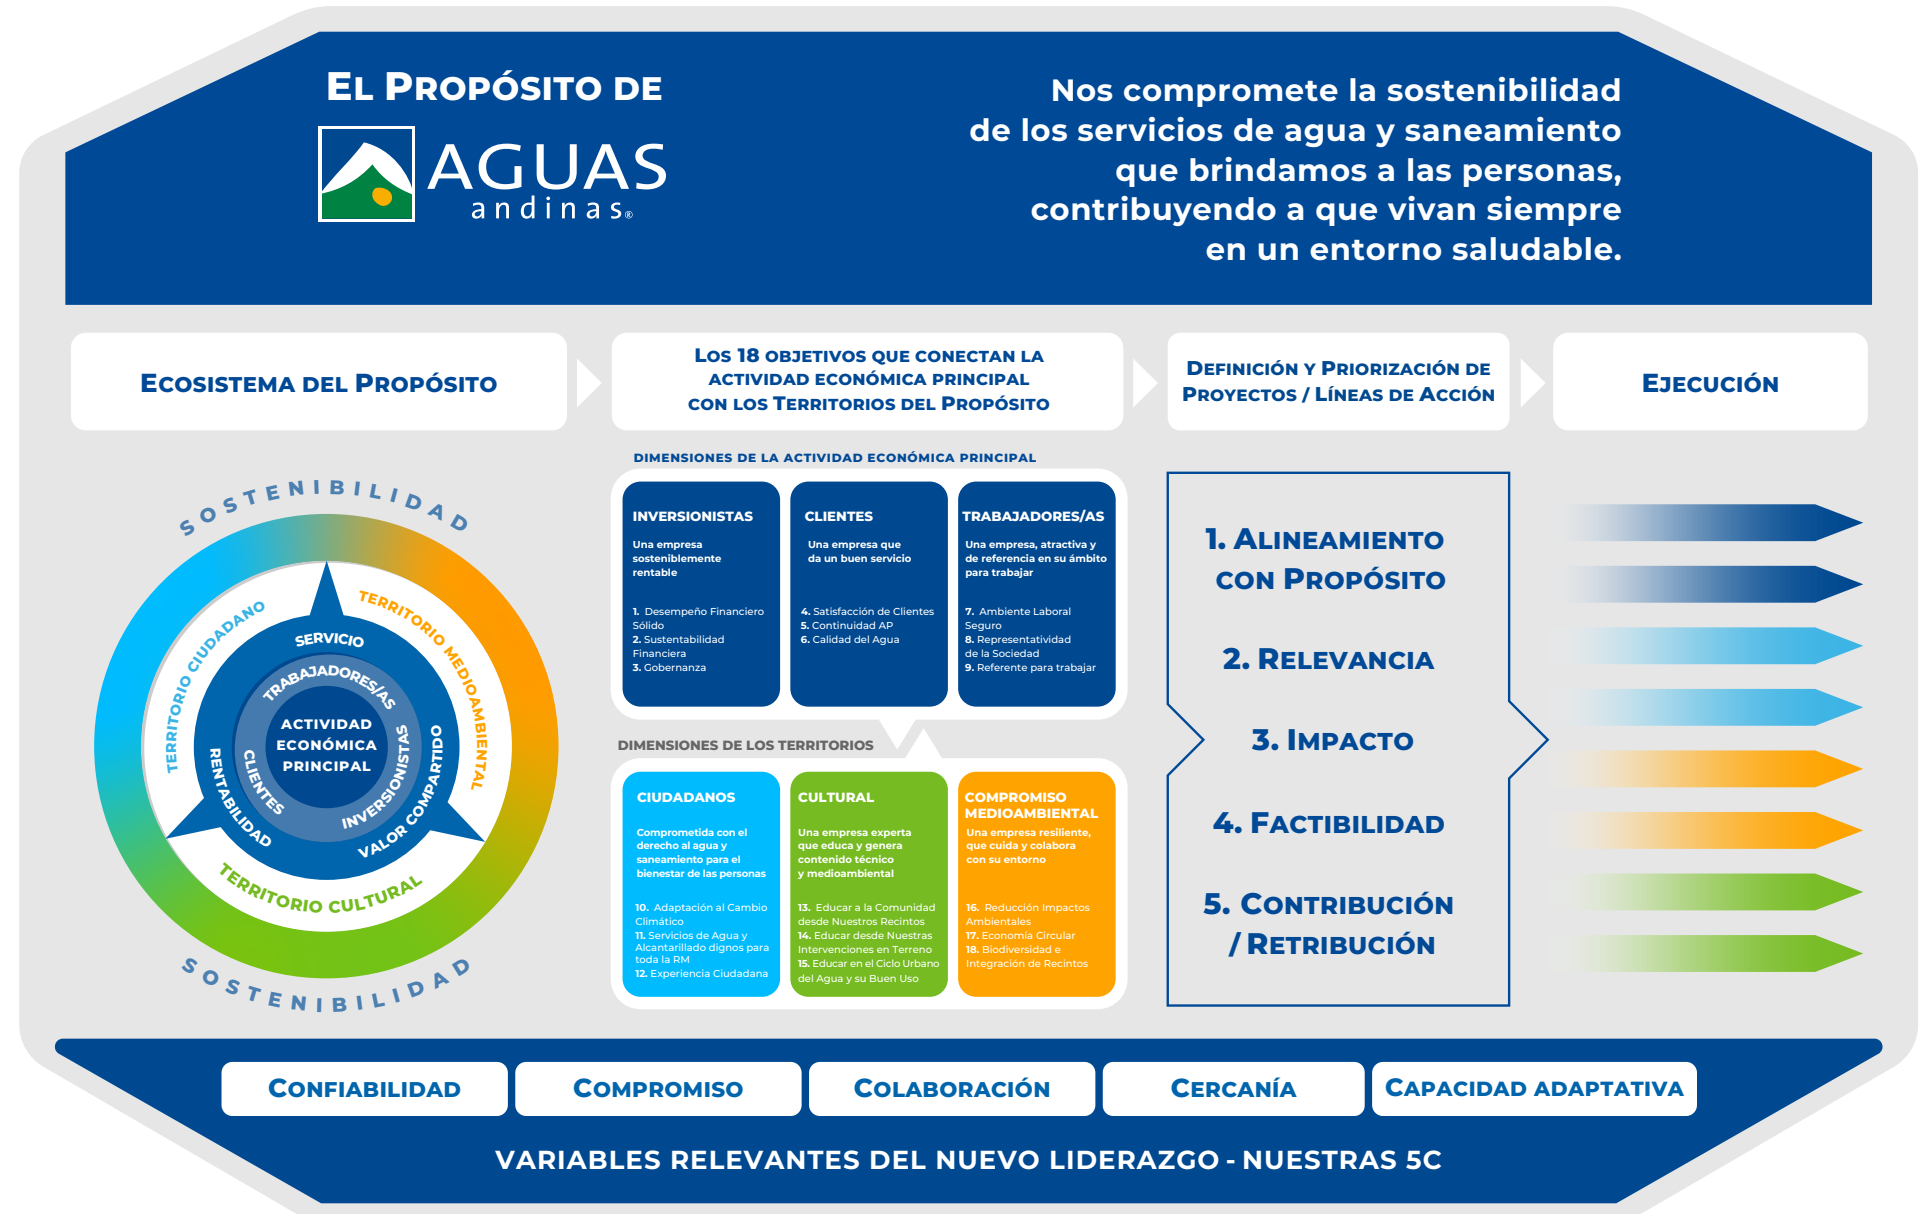 EL PROPÓSITO DE
AGUAS
andinas®
Nos compromete la sostenibilidad
de los servicios de agua y saneamiento
que brindamos a las personas,
contribuyendo a que vivan siempre
en un entorno saludable.
ECOSISTEMA DEL PROPÓSITO
LOS 18 OBJETIVOS QUE CONECTAN LA
ACTIVIDAD ECONÓMICA PRINCIPAL
CON LOS TERRITORIOS DEL PROPÓSITO
DEFINICIÓN Y PRIORIZACIÓN DE
PROYECTOS / LÍNEAS DE ACCIÓN
EJECUCIÓN
SOSTENIBILIDAD
TERRITORIO CIUDADANO
TERRITORIO MEDIOAMBIENTAL
SERVICIO
TRABAJADORES/AS
ACTIVIDAD
ECONÓMICA
PRINCIPAL
CLIENTES
INVERSIONISTAS
RENTABILIDAD
VALOR COMPARTIDO
TERRITORIO CULTURAL
SOSTENIBILIDAD
DIMENSIONES DE LA ACTIVIDAD ECONÓMICA PRINCIPAL
INVERSIONISTAS
Una empresa
sosteniblemente
rentable
1. Desempeño Financiero
Sólido
2. Sustentabilidad
Financiera
3. Gobernanza
CLIENTES
Una empresa que
da un buen servicio
4. Satisfacción de Clientes
5. Continuidad AP
6. Calidad del Agua
TRABAJADORES/AS
Una empresa, atractiva y
de referencia en su ámbito
para trabajar
7. Ambiente Laboral
Seguro
8. Representatividad
de la Sociedad
9. Referente para trabajar
DIMENSIONES DE LOS TERRITORIOS
CIUDADANOS
Comprometida con el
derecho al agua y
saneamiento para el
bienestar de las personas
10. Adaptación al Cambio
Climático
11. Servicios de Agua y
Alcantarillado dignos para
toda la RM
12. Experiencia Ciudadana
CULTURAL
Una empresa experta
que educa y genera
contenido técnico
y medioambiental
13. Educar a la Comunidad
desde Nuestros Recintos
14. Educar desde Nuestras
Intervenciones en Terreno
15. Educar en el Ciclo Urbano
del Agua y su Buen Uso
COMPROMISO
MEDIOAMBIENTAL
Una empresa resiliente,
que cuida y colabora
con su entorno
16. Reducción Impactos
Ambientales
17. Economía Circular
18. Biodiversidad e
Integración de Recintos
1. ALINEAMIENTO
CON PROPÓSITO
2. RELEVANCIA
3. IMPACTO
4. FACTIBILIDAD
5. CONTRIBUCIÓN
/ RETRIBUCIÓN
CONFIABILIDAD
COMPROMISO
COLABORACIÓN
CERCANÍA
CAPACIDAD ADAPTATIVA
VARIABLES RELEVANTES DEL NUEVO LIDERAZGO - NUESTRAS 5C